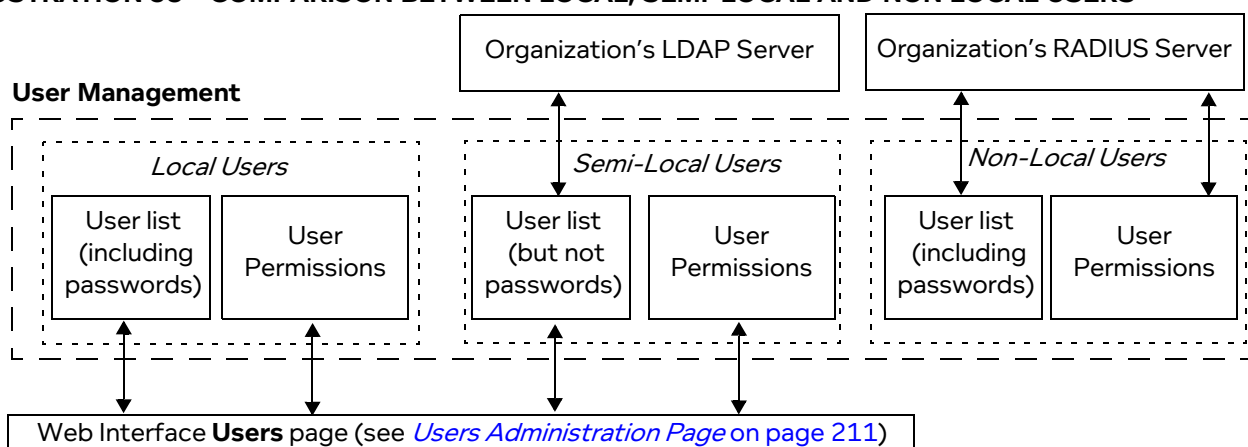 COMPARISON BETWEEN LOCAL, SEMI-LOCAL AND NON-LOCAL USERS
Organization's LDAP Server
Organization's RADIUS Server
User Management
Local Users
Semi-Local Users
Non-Local Users
User list
(including
passwords)
User
Permissions
User list
(but not
passwords)
User
Permissions
User list
(including
passwords)
User
Permissions
Web Interface Users page (see Users Administration Page on page 211)